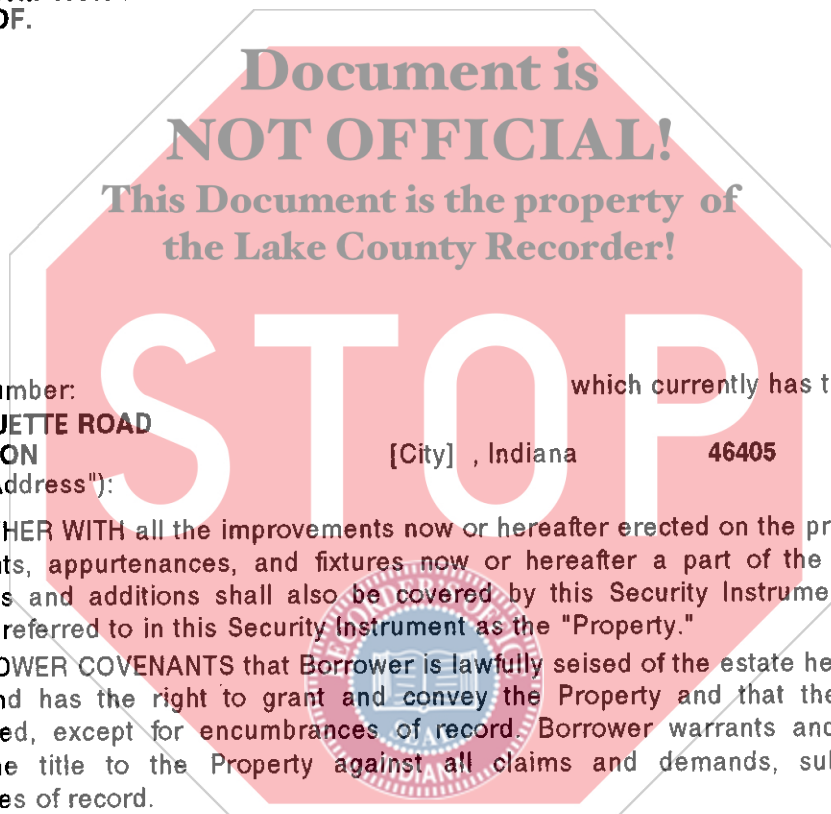 OF.
Document is
NOT OFFICIAL!
This Document is the property of
the Lake County Recorder!
STOP
umber: which currently has t
UETTE ROAD
ON [City] , Indiana 46405
Address"):
HER WITH all the improvements now or hereafter erected on the pr
ts, appurtenances, and fixtures now or hereafter a part of the
s and additions shall also be covered by this Security Instrume
referred to in this Security Instrument as the "Property."
OWER COVENANTS that Borrower is lawfully seised of the estate he
nd has the right to grant and convey the Property and that the
ed, except for encumbrances of record. Borrower warrants and
e title to the Property against all claims and demands, su
es of record.
RECORDER'S OFFICE
SEAL
INDIANA